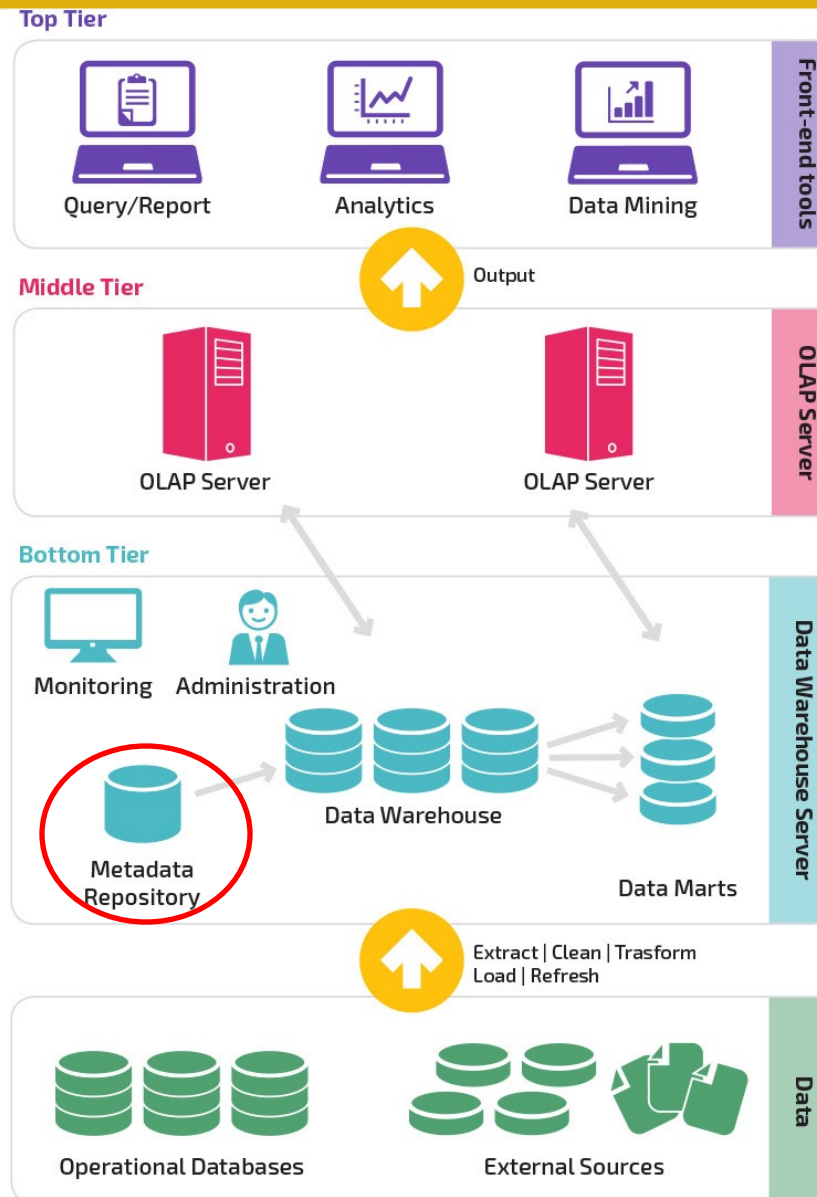 Top Tier
Query/Report
Analytics
Data Mining
Front-end tools
Output
Middle Tier
OLAP Server
OLAP Server
OLAP Server
Bottom Tier
Monitoring
Administration
Data Warehouse
Metadata
Repository
Data Marts
Data Warehouse Server
Extract | Clean | Trasform
Load | Refresh
Operational Databases
External Sources
Data